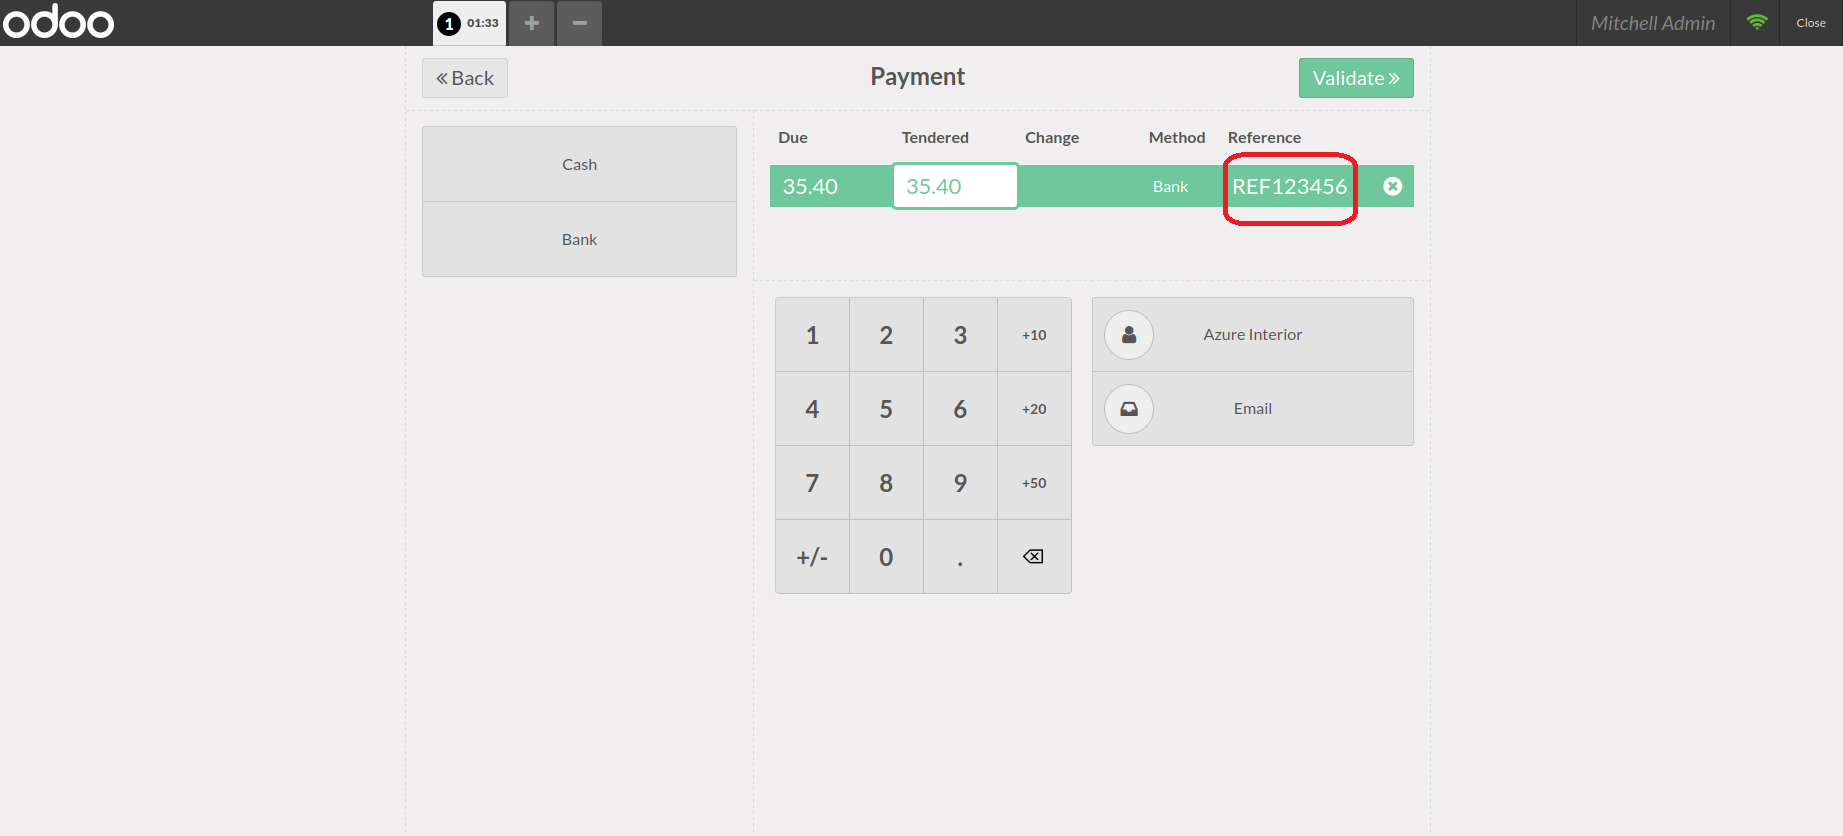 odoo 1 01:33 + − Mitchell Admin Close
« Back Payment Validate »
Due Tendered Change Method Reference
35.40 35.40 Bank REF123456
Cash
Bank
1 2 3 +10
4 5 6 +20
7 8 9 +50
+/- 0 .
Azure Interior
Email